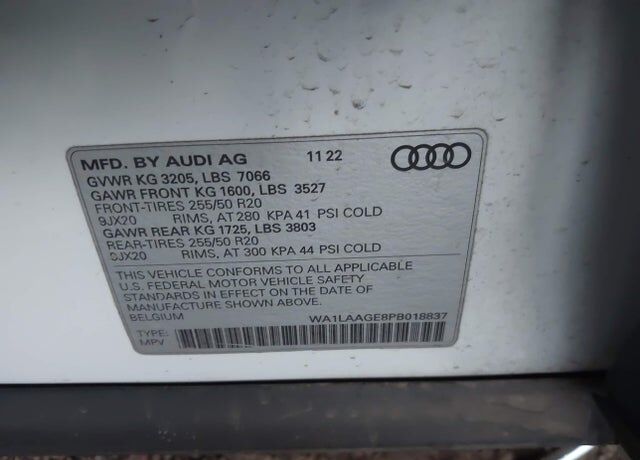 MFD. BY AUDI AG 11 22
GVWR KG 3205, LBS 7066
GAWR FRONT KG 1600, LBS 3527
FRONT-TIRES 255/50 R20
9JX20 RIMS, AT 280 KPA 41 PSI COLD
GAWR REAR KG 1725, LBS 3803
REAR-TIRES 255/50 R20
9JX20 RIMS, AT 300 KPA 44 PSI COLD
THIS VEHICLE CONFORMS TO ALL APPLICABLE
U.S. FEDERAL MOTOR VEHICLE SAFETY
STANDARDS IN EFFECT ON THE DATE OF
MANUFACTURE SHOWN ABOVE.
BELGIUM WA1LAAGE8PB018837
TYPE:
MPV